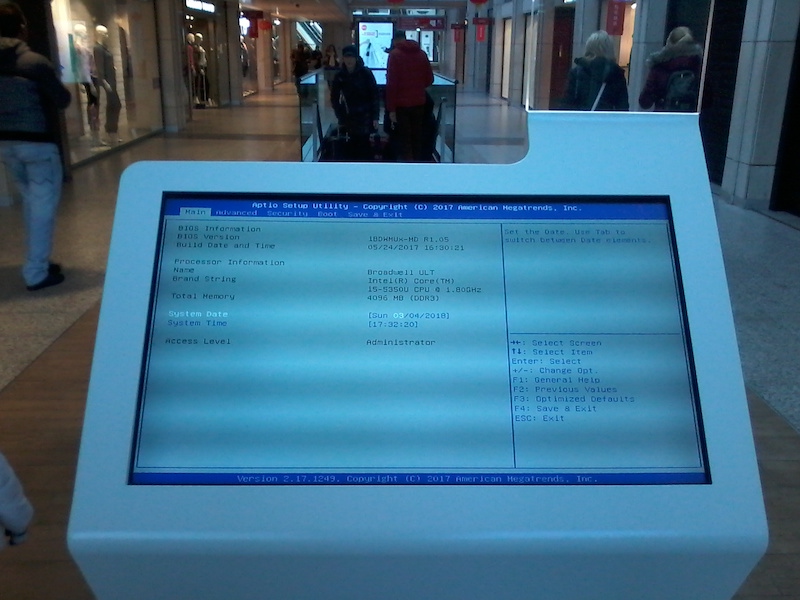 Aptio Setup Utility - Copyright (C) 2017 American Megatrends, Inc.
Main Advanced Security Boot Save & Exit
BIOS Information
BIOS Version 1BDWMUX-HD R1.05
Build Date and Time 05/24/2017 16:30:21
Processor Information
Name Broadwell ULT
Brand String Intel(R) Core(TM)
i5-5350U CPU @ 1.80GHz
Total Memory 4096 MB (DDR3)
System Date [Sun 03/04/2018]
System Time [17:32:20]
Access Level Administrator
Set the Date. Use Tab to
switch between Date elements.
→←: Select Screen
↑↓: Select Item
Enter: Select
+/-: Change Opt.
F1: General Help
F2: Previous Values
F3: Optimized Defaults
F4: Save & Exit
ESC: Exit
Version 2.17.1249. Copyright (C) 2017 American Megatrends, Inc.